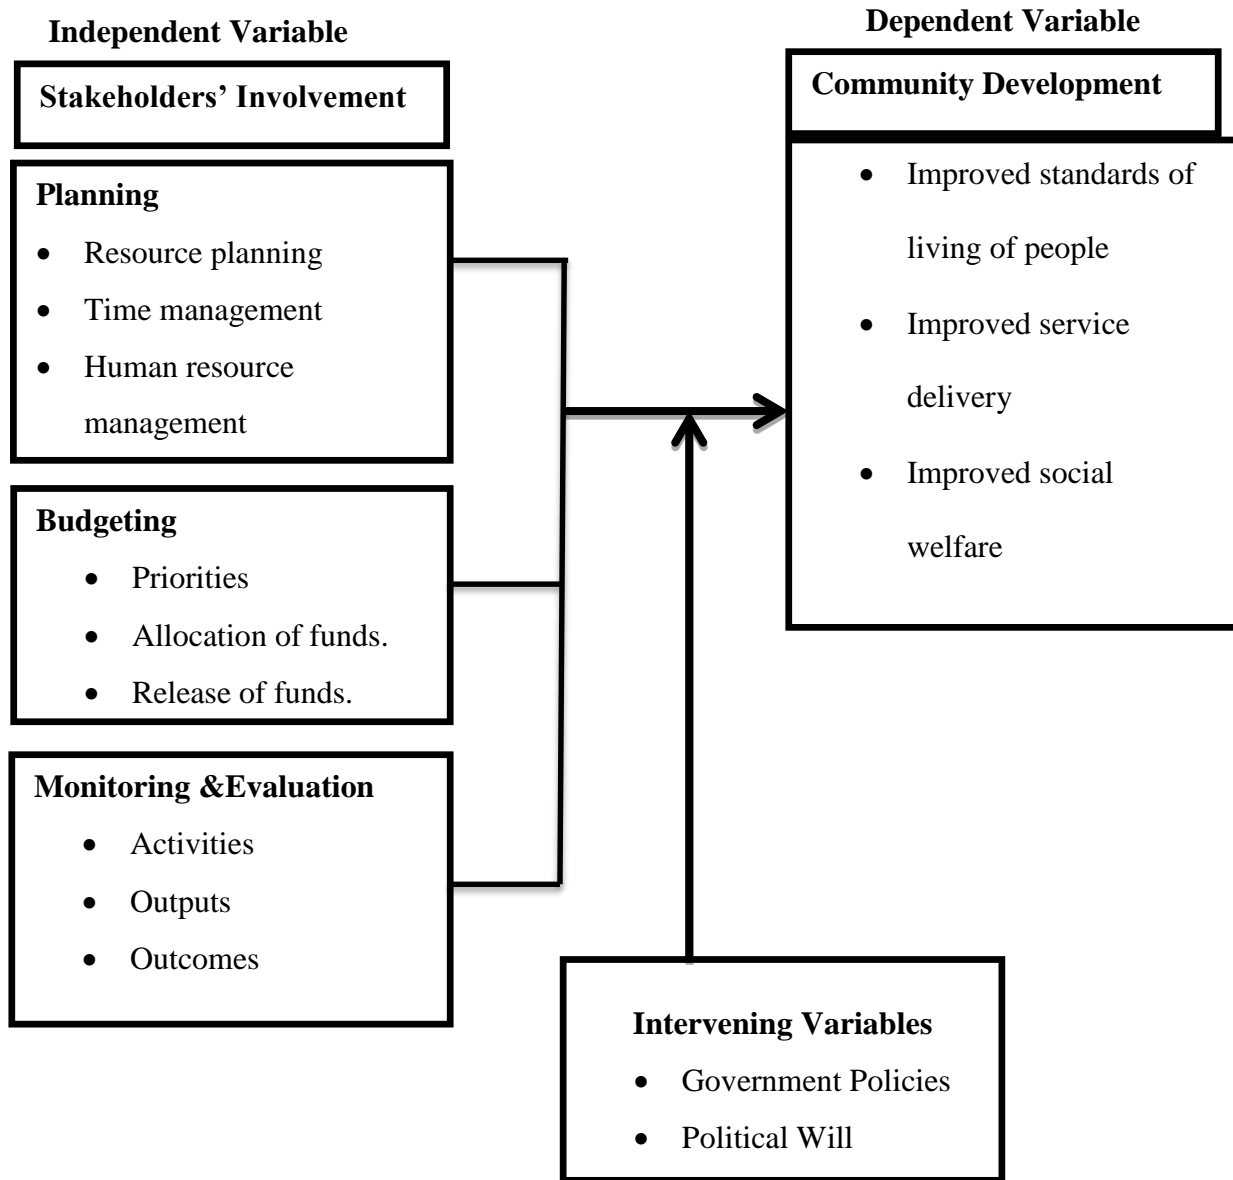 Independent Variable
Stakeholders’ Involvement
Planning
• Resource planning
• Time management
• Human resource
management
Budgeting
• Priorities
• Allocation of funds.
• Release of funds.
Monitoring &Evaluation
• Activities
• Outputs
• Outcomes
Dependent Variable
Community Development
• Improved standards of
living of people
• Improved service
delivery
• Improved social
welfare
Intervening Variables
• Government Policies
• Political Will